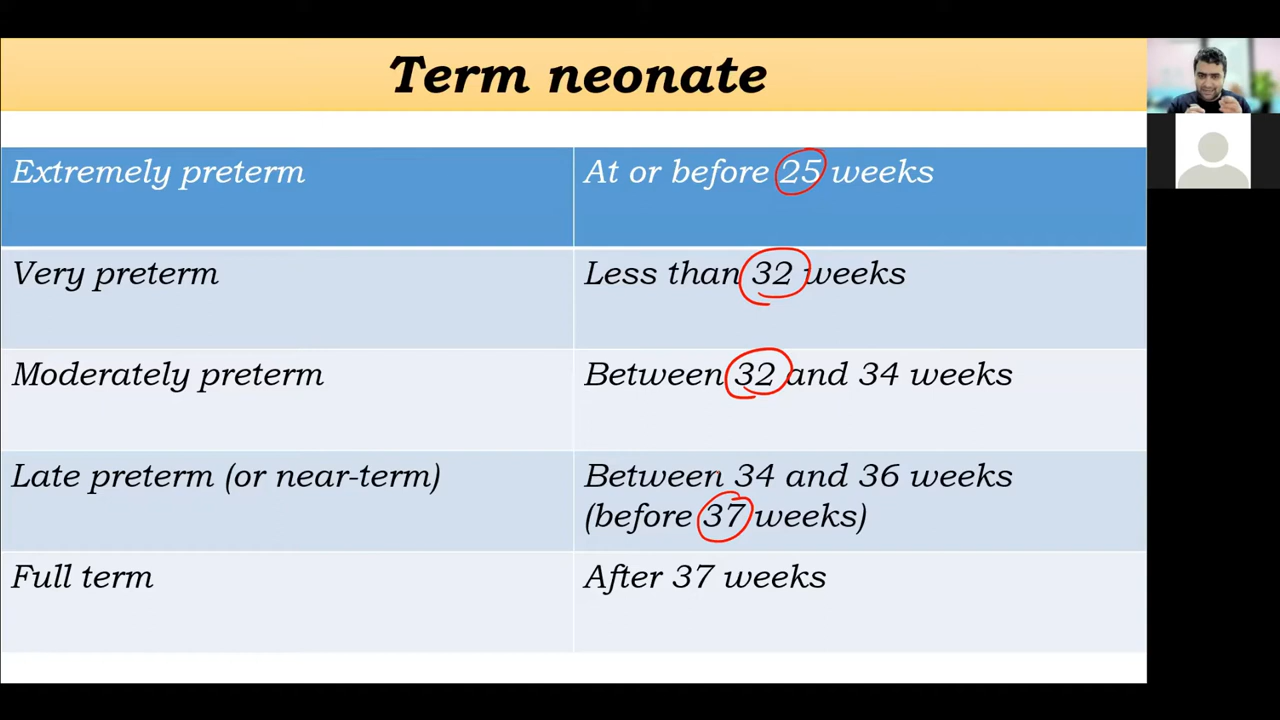 Term neonate
Extremely preterm
At or before 25 weeks
Very preterm
Less than 32 weeks
Moderately preterm
Between 32 and 34 weeks
Late preterm (or near-term)
Between 34 and 36 weeks
(before 37 weeks)
Full term
After 37 weeks